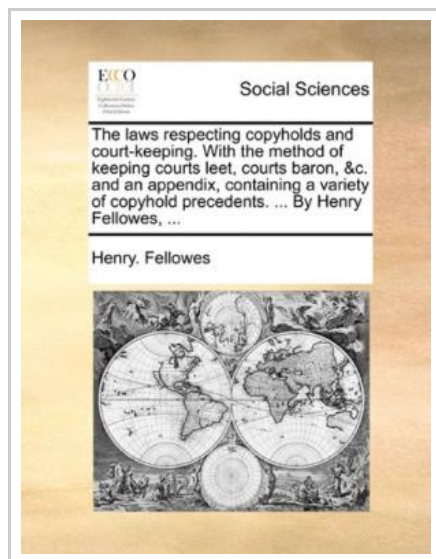 ECCO
Social Sciences
The laws respecting copyholds and
court-keeping. With the method of
keeping courts leet, courts baron, &c.
and an appendix, containing a variety
of copyhold precedents. ... By Henry
Fellowes, ...
Henry. Fellowes